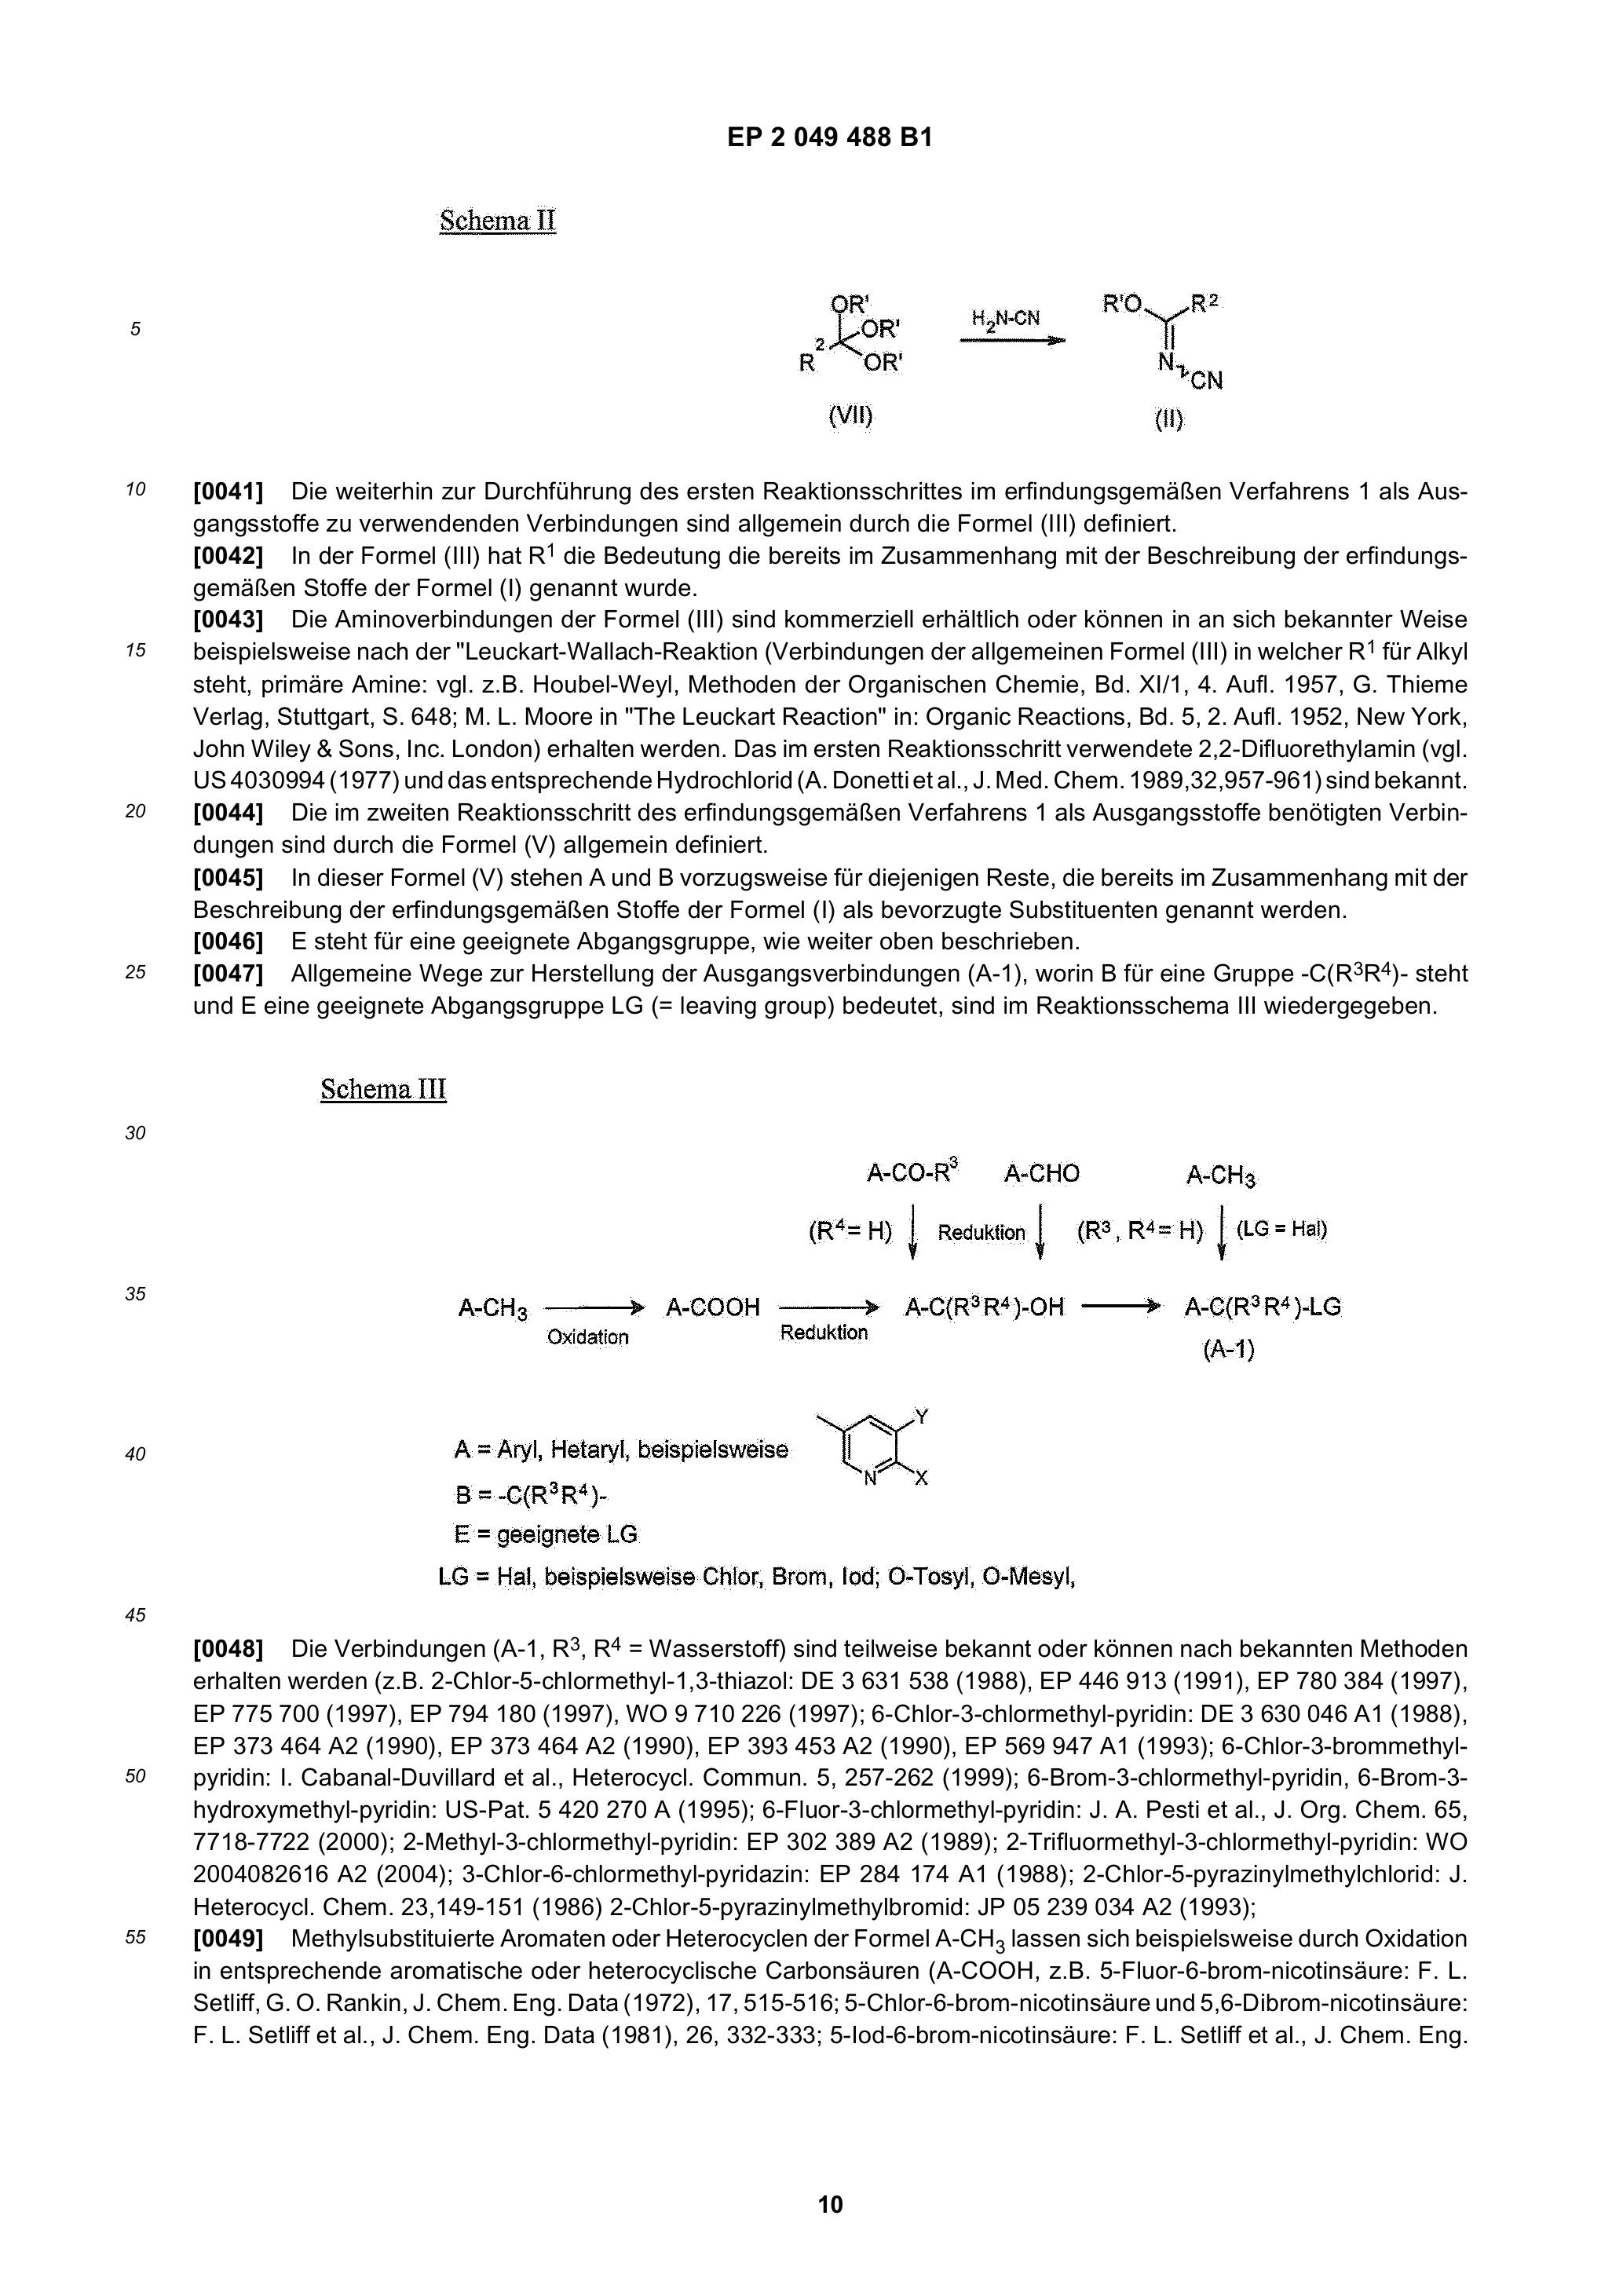 EP 2 049 488 B1
Schema II
OR'
OR'
R2
OR'
(VII)
H2N-CN
R'O R2
N
CN
(II)
5
10 [0041] Die weiterhin zur Durchführung des ersten Reaktionsschrittes im erfindungsgemäßen Verfahrens 1 als Aus-
gangsstoffe zu verwendenden Verbindungen sind allgemein durch die Formel (III) definiert.
[0042] In der Formel (III) hat R1 die Bedeutung die bereits im Zusammenhang mit der Beschreibung der erfindungs-
gemäßen Stoffe der Formel (I) genannt wurde.
[0043] Die Aminoverbindungen der Formel (III) sind kommerziell erhältlich oder können in an sich bekannter Weise
15 beispielsweise nach der "Leuckart-Wallach-Reaktion (Verbindungen der allgemeinen Formel (III) in welcher R1 für Alkyl
steht, primäre Amine: vgl. z.B. Houbel-Weyl, Methoden der Organischen Chemie, Bd. XI/1, 4. Aufl. 1957, G. Thieme
Verlag, Stuttgart, S. 648; M. L. Moore in "The Leuckart Reaction" in: Organic Reactions, Bd. 5, 2. Aufl. 1952, New York,
John Wiley & Sons, Inc. London) erhalten werden. Das im ersten Reaktionsschritt verwendete 2,2-Difluorethylamin (vgl.
US 4030994 (1977) und das entsprechende Hydrochlorid (A. Donetti et al., J. Med. Chem. 1989,32,957-961) sind bekannt.
20 [0044] Die im zweiten Reaktionsschritt des erfindungsgemäßen Verfahrens 1 als Ausgangsstoffe benötigten Verbin-
dungen sind durch die Formel (V) allgemein definiert.
[0045] In dieser Formel (V) stehen A und B vorzugsweise für diejenigen Reste, die bereits im Zusammenhang mit der
Beschreibung der erfindungsgemäßen Stoffe der Formel (I) als bevorzugte Substituenten genannt werden.
[0046] E steht für eine geeignete Abgangsgruppe, wie weiter oben beschrieben.
25 [0047] Allgemeine Wege zur Herstellung der Ausgangsverbindungen (A-1), worin B für eine Gruppe -C(R3R4)- steht
und E eine geeignete Abgangsgruppe LG (= leaving group) bedeutet, sind im Reaktionsschema III wiedergegeben.
Schema III
30
A-CO-R3 A-CHO A-CH3
(R4= H) Reduktion (R3, R4= H) (LG = Hal)
35 A-CH3 A-COOH A-C(R3R4)-OH A-C(R3R4)-LG
Oxidation Reduktion
(A-1)
Y
40 A = Aryl, Hetaryl, beispielsweise
N X
B = -C(R3R4)-
E = geeignete LG
LG = Hal, beispielsweise Chlor, Brom, Iod; O-Tosyl, O-Mesyl,
45
[0048] Die Verbindungen (A-1, R3, R4 = Wasserstoff) sind teilweise bekannt oder können nach bekannten Methoden
erhalten werden (z.B. 2-Chlor-5-chlormethyl-1,3-thiazol: DE 3 631 538 (1988), EP 446 913 (1991), EP 780 384 (1997),
EP 775 700 (1997), EP 794 180 (1997), WO 9 710 226 (1997); 6-Chlor-3-chlormethyl-pyridin: DE 3 630 046 A1 (1988),
EP 373 464 A2 (1990), EP 373 464 A2 (1990), EP 393 453 A2 (1990), EP 569 947 A1 (1993); 6-Chlor-3-brommethyl-
50 pyridin: I. Cabanal-Duvillard et al., Heterocycl. Commun. 5, 257-262 (1999); 6-Brom-3-chlormethyl-pyridin, 6-Brom-3-
hydroxymethyl-pyridin: US-Pat. 5 420 270 A (1995); 6-Fluor-3-chlormethyl-pyridin: J. A. Pesti et al., J. Org. Chem. 65,
7718-7722 (2000); 2-Methyl-3-chlormethyl-pyridin: EP 302 389 A2 (1989); 2-Trifluormethyl-3-chlormethyl-pyridin: WO
2004082616 A2 (2004); 3-Chlor-6-chlormethyl-pyridazin: EP 284 174 A1 (1988); 2-Chlor-5-pyrazinylmethylchlorid: J.
Heterocycl. Chem. 23,149-151 (1986) 2-Chlor-5-pyrazinylmethylbromid: JP 05 239 034 A2 (1993);
55 [0049] Methylsubstituierte Aromaten oder Heterocyclen der Formel A-CH3 lassen sich beispielsweise durch Oxidation
in entsprechende aromatische oder heterocyclische Carbonsäuren (A-COOH, z.B. 5-Fluor-6-brom-nicotinsäure: F. L.
Setliff, G. O. Rankin, J. Chem. Eng. Data (1972), 17, 515-516; 5-Chlor-6-brom-nicotinsäure und 5,6-Dibrom-nicotinsäure:
F. L. Setliff et al., J. Chem. Eng. Data (1981), 26, 332-333; 5-Iod-6-brom-nicotinsäure: F. L. Setliff et al., J. Chem. Eng.
10